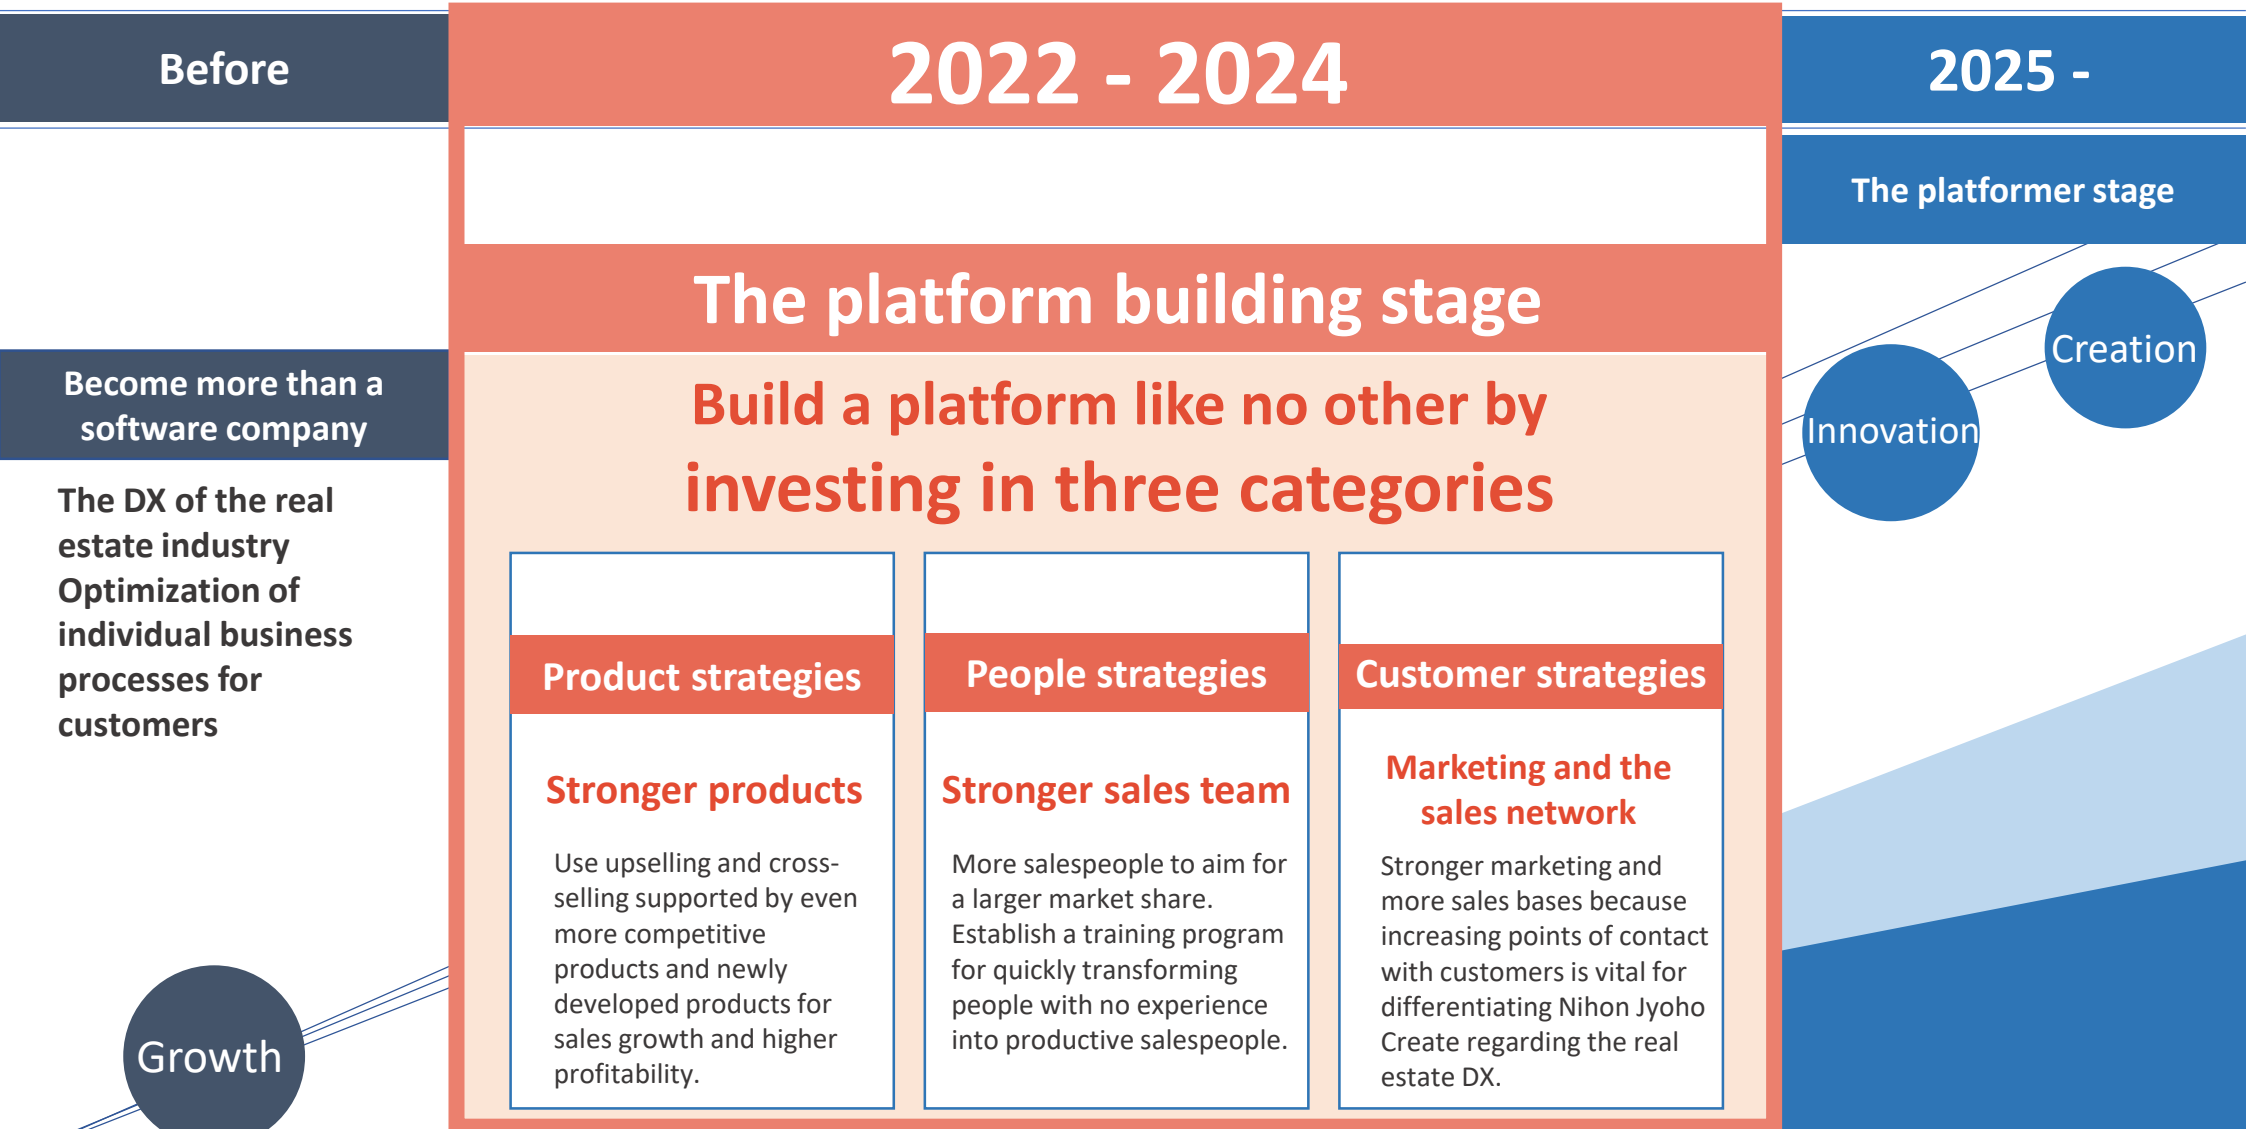 Before
2022 - 2024
2025 -
The platformer stage
The platform building stage
Become more than a
software company
The DX of the real
estate industry
Optimization of
individual business
processes for
customers
Growth
Build a platform like no other by
investing in three categories
Product strategies
Stronger products
Use upselling and cross-
selling supported by even
more competitive
products and newly
developed products for
sales growth and higher
profitability.
People strategies
Stronger sales team
More salespeople to aim for
a larger market share.
Establish a training program
for quickly transforming
people with no experience
into productive salespeople.
Customer strategies
Marketing and the
sales network
Stronger marketing and
more sales bases because
increasing points of contact
with customers is vital for
differentiating Nihon Jyoho
Create regarding the real
estate DX.
Innovation
Creation